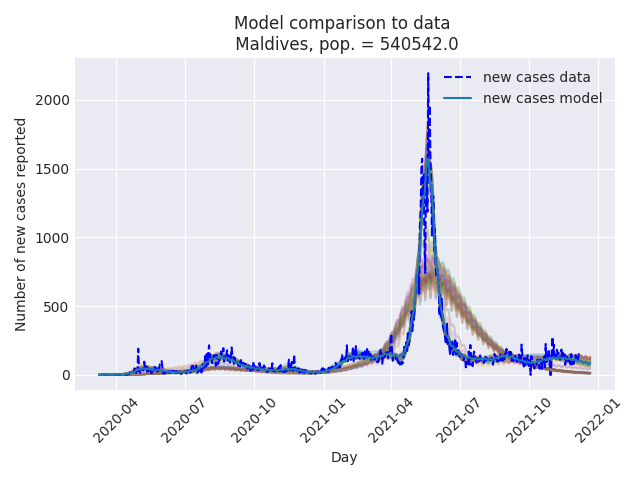 Model comparison to data
Maldives, pop. = 540542.0
new cases data
new cases model
Number of new cases reported
2000
1500
1000
500
0
2020-04
2020-07
2020-10
2021-01
2021-04
2021-07
2021-10
2022-01
Day